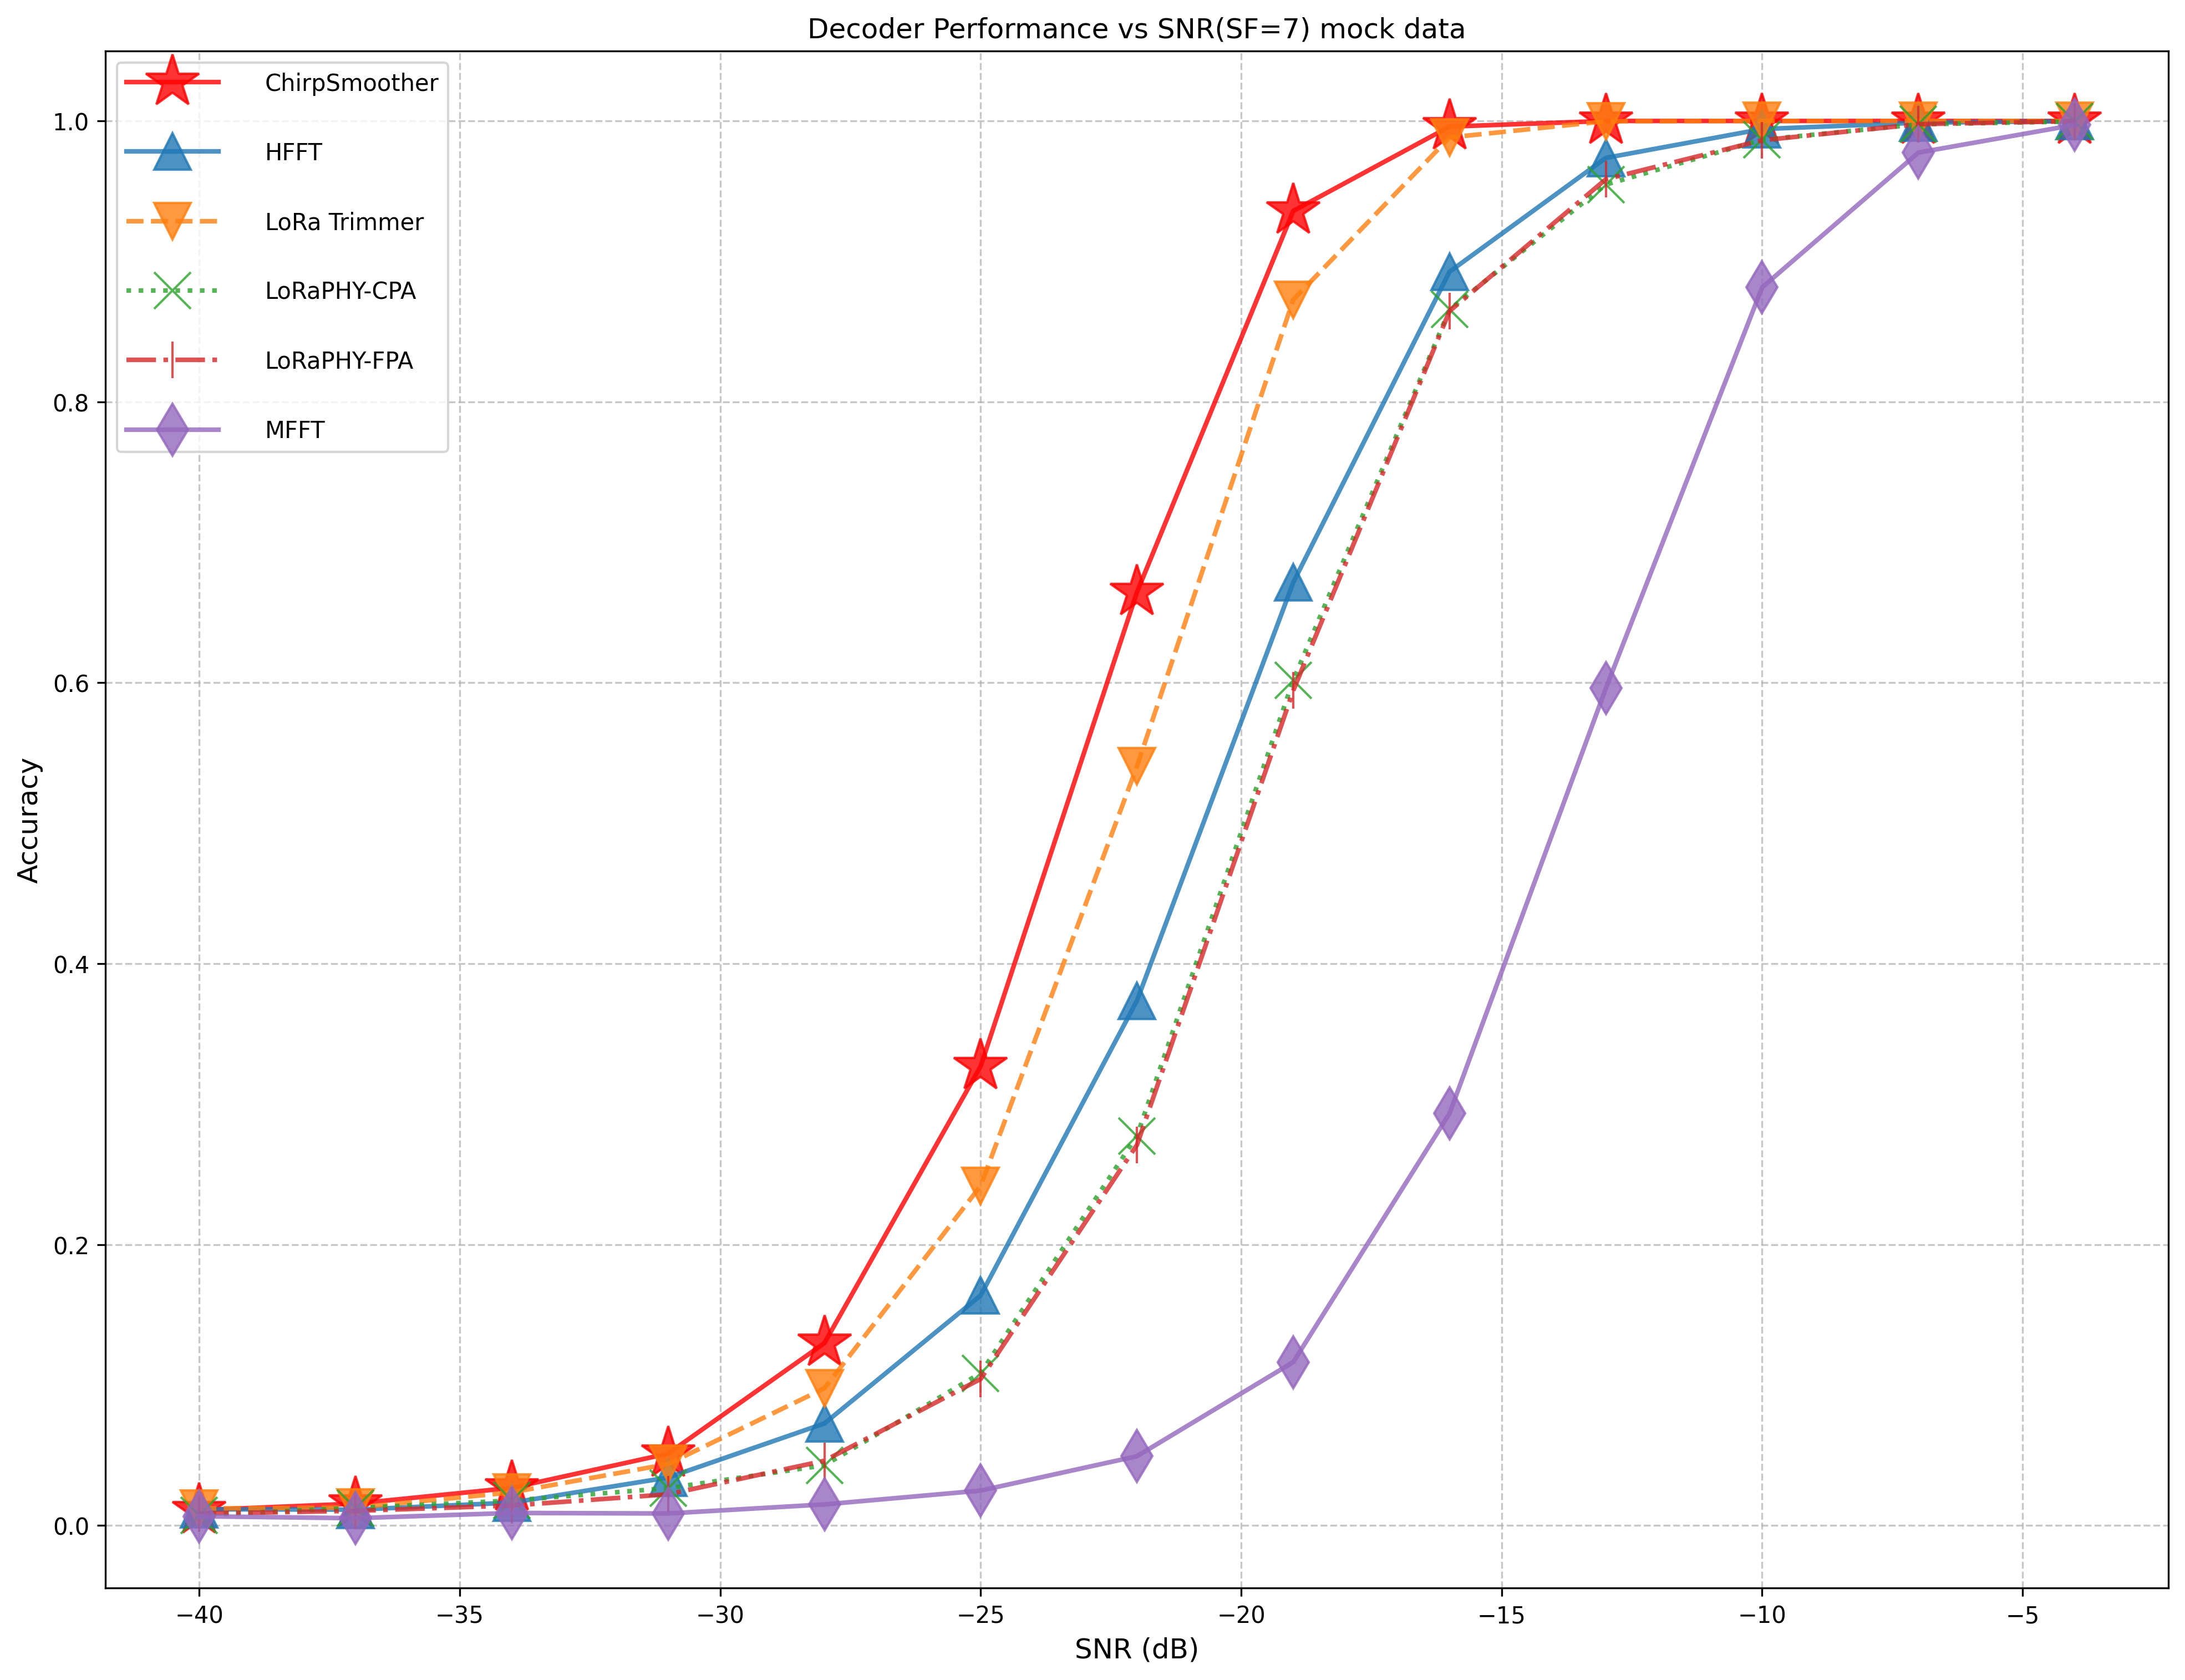 Decoder Performance vs SNR(SF=7) mock data
ChirpSmoother
HFFT
LoRa Trimmer
LoRaPHY-CPA
LoRaPHY-FPA
MFFT
1.0
0.8
0.6
0.4
0.2
0.0
Accuracy
−40 −35 −30 −25 −20 −15 −10 −5
SNR (dB)